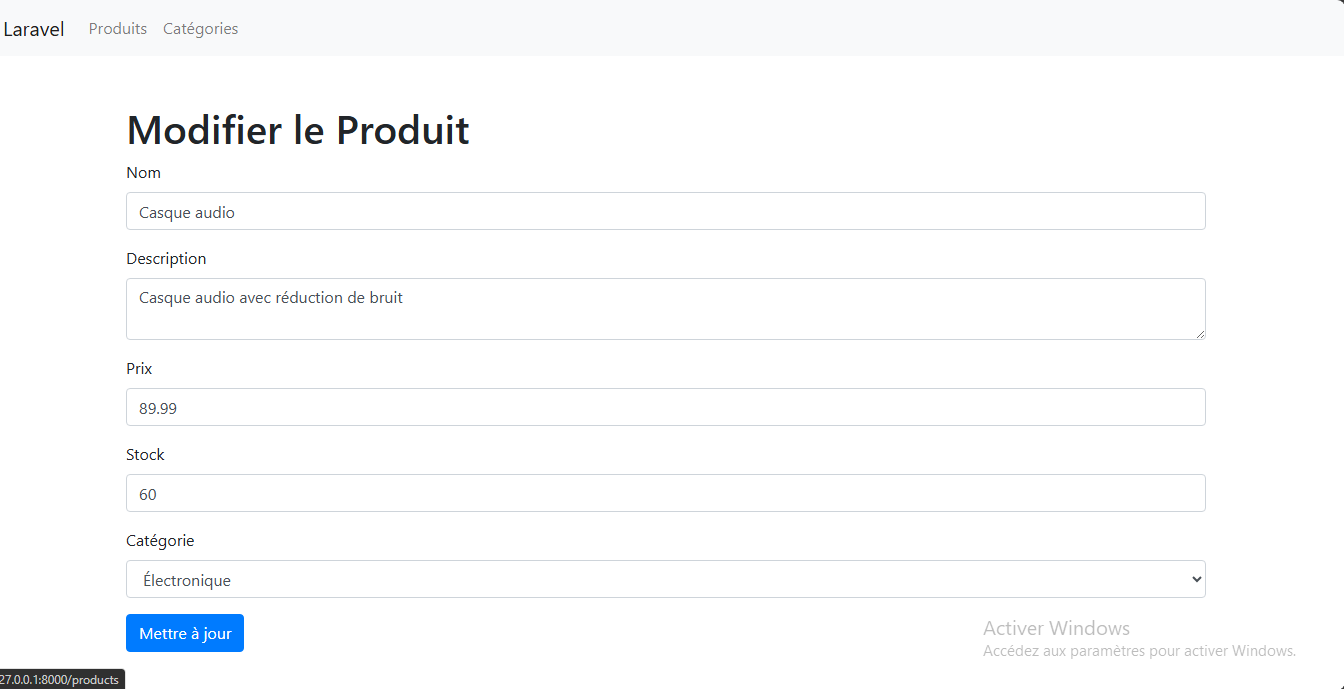 Laravel Produits Catégories
Modifier le Produit
Nom
Casque audio
Description
Casque audio avec réduction de bruit
Prix
89.99
Stock
60
Catégorie
Électronique
Mettre à jour
Activer Windows
Accédez aux paramètres pour activer Windows.
27.0.0.1:8000/products